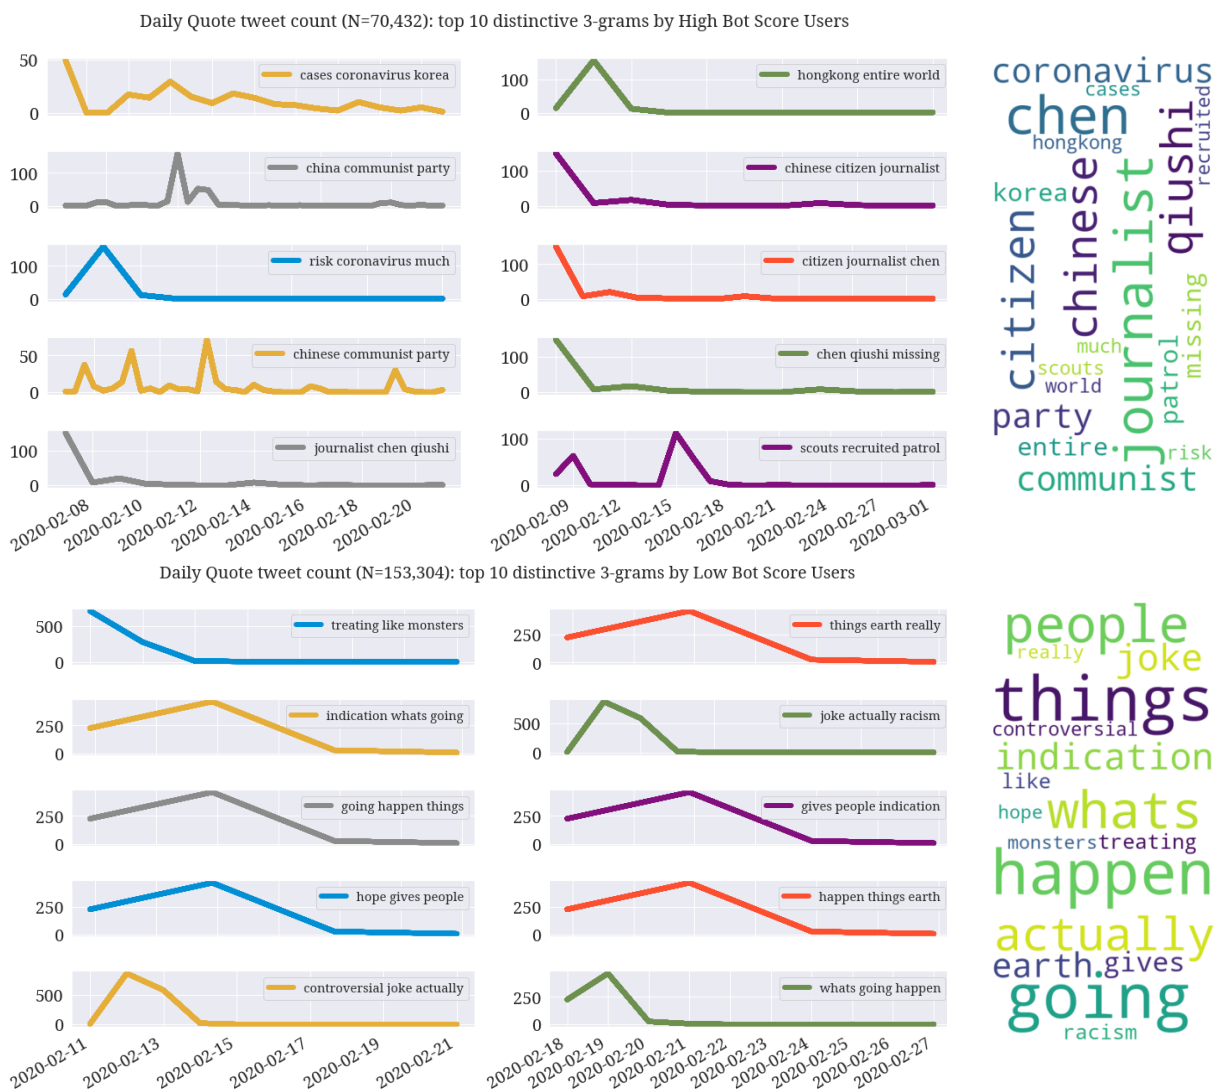 Daily Quote tweet count (N=70,432): top 10 distinctive 3-grams by High Bot Score Users
50
0
cases coronavirus korea
100
0
hongkong entire world
100
0
china communist party
100
0
chinese citizen journalist
100
0
risk coronavirus much
100
0
citizen journalist chen
50
0
chinese communist party
100
0
chen qiushi missing
100
0
journalist chen qiushi
100
0
scouts recruited patrol
2020-02-08
2020-02-10
2020-02-12
2020-02-14
2020-02-16
2020-02-18
2020-02-20
2020-02-09
2020-02-12
2020-02-15
2020-02-18
2020-02-21
2020-02-24
2020-02-27
2020-03-01
coronavirus
cases
chen
hongkong
recruited
qiushi
korea
chinese
journalist
citizen
missing
much
scouts
world
patrol
party
entire
risk
communist
Daily Quote tweet count (N=153,304): top 10 distinctive 3-grams by Low Bot Score Users
500
0
treating like monsters
250
0
things earth really
250
0
indication whats going
500
0
joke actually racism
250
0
going happen things
250
0
gives people indication
250
0
hope gives people
250
0
happen things earth
500
0
controversial joke actually
250
0
whats going happen
2020-02-11
2020-02-13
2020-02-15
2020-02-17
2020-02-19
2020-02-21
2020-02-18
2020-02-19
2020-02-20
2020-02-21
2020-02-22
2020-02-23
2020-02-24
2020-02-25
2020-02-26
2020-02-27
people
really
joke
things
controversial
indication
like
hope
whats
monsters
treating
happen
actually
earth
gives
going
racism